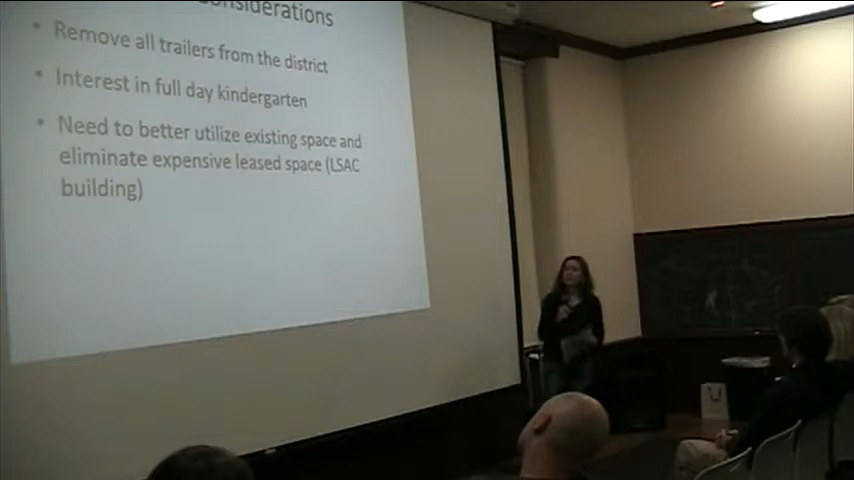 Considerations
• Remove all trailers from the district
• Interest in full day kindergarten
• Need to better utilize existing space and
eliminate expensive leased space (LSAC
building)